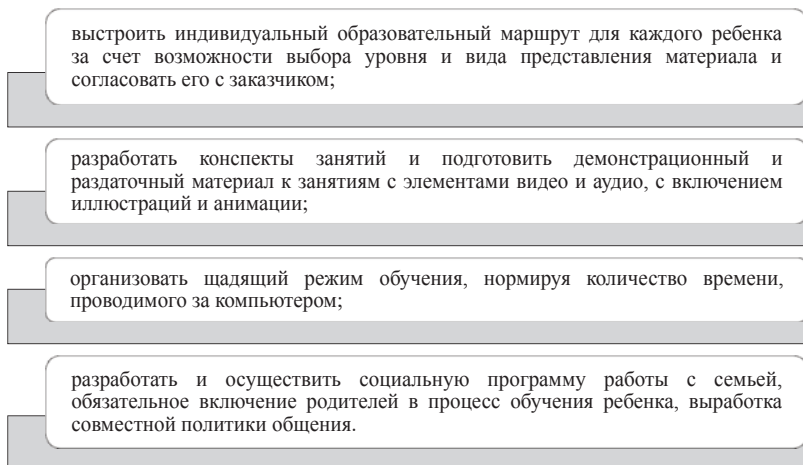 выстроить индивидуальный образовательный маршрут для каждого ребенка
за счет возможности выбора уровня и вида представления материала и
согласовать его с заказчиком;
разработать конспекты занятий и подготовить демонстрационный и
раздаточный материал к занятиям с элементами видео и аудио, с включением
иллюстраций и анимации;
организовать щадящий режим обучения, нормируя количество времени,
проводимого за компьютером;
разработать и осуществить социальную программу работы с семьей,
обязательное включение родителей в процесс обучения ребенка, выработка
совместной политики общения.